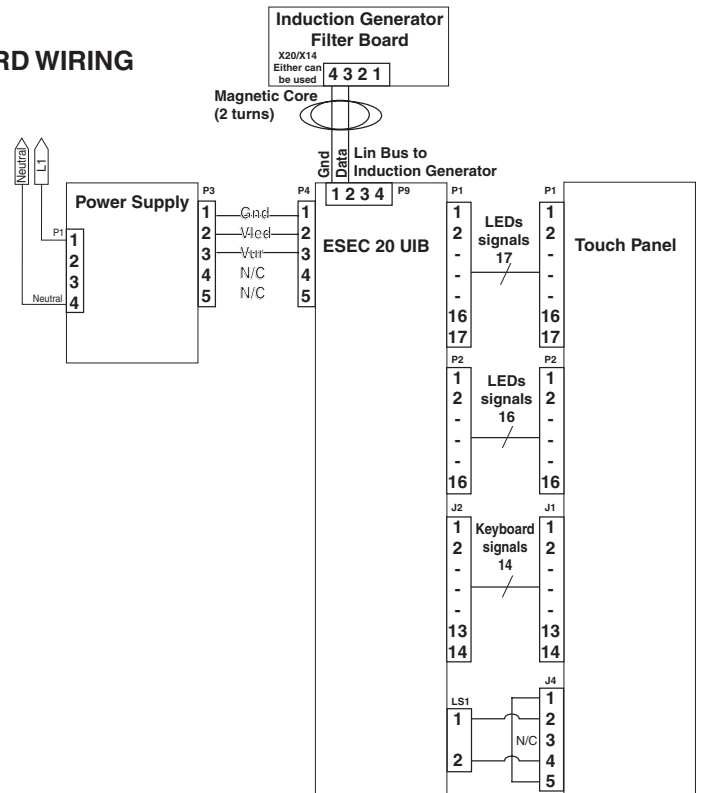 RD WIRING
Induction Generator
Filter Board
X20/X14
Either can
be used
4 3 2 1
Magnetic Core
(2 turns)
Gnd
Data
Lin Bus to
Induction Generator
Neutral
L1
Power Supply
P1
1
2
3
4
Neutral
P3
1
2
3
4
5
Gnd
Vled
Vur
N/C
N/C
P4
1
2
3
4
5
1 2 3 4
P9
ESEC 20 UIB
P1
1
2
-
-
-
16
17
LEDs
signals
17
P1
1
2
-
-
-
16
17
Touch Panel
P2
1
2
-
-
-
16
LEDs
signals
16
P2
1
2
-
-
-
16
J2
1
2
-
-
-
13
14
Keyboard
signals
14
J1
1
2
-
-
-
13
14
LS1
1
2
N/C
J4
1
2
3
4
5